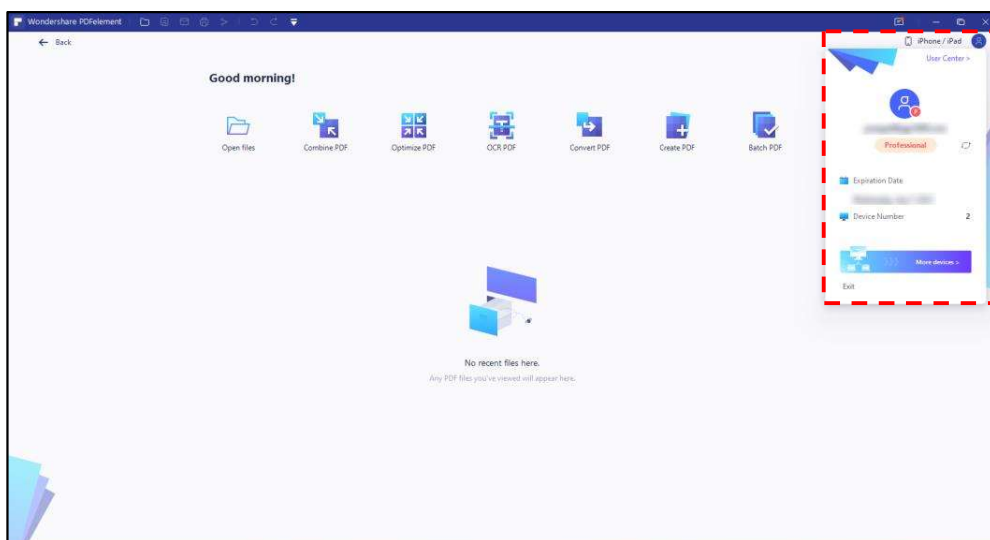 Wondershare PDFelement
Back
iPhone / iPad
User Center >
Good morning!
Open files
Combine PDF
Optimize PDF
OCR PDF
Convert PDF
Create PDF
Batch PDF
Professional
Expiration Date
Device Number 2
More devices >
Exit
No recent files here.
Any PDF files you've viewed will appear here.